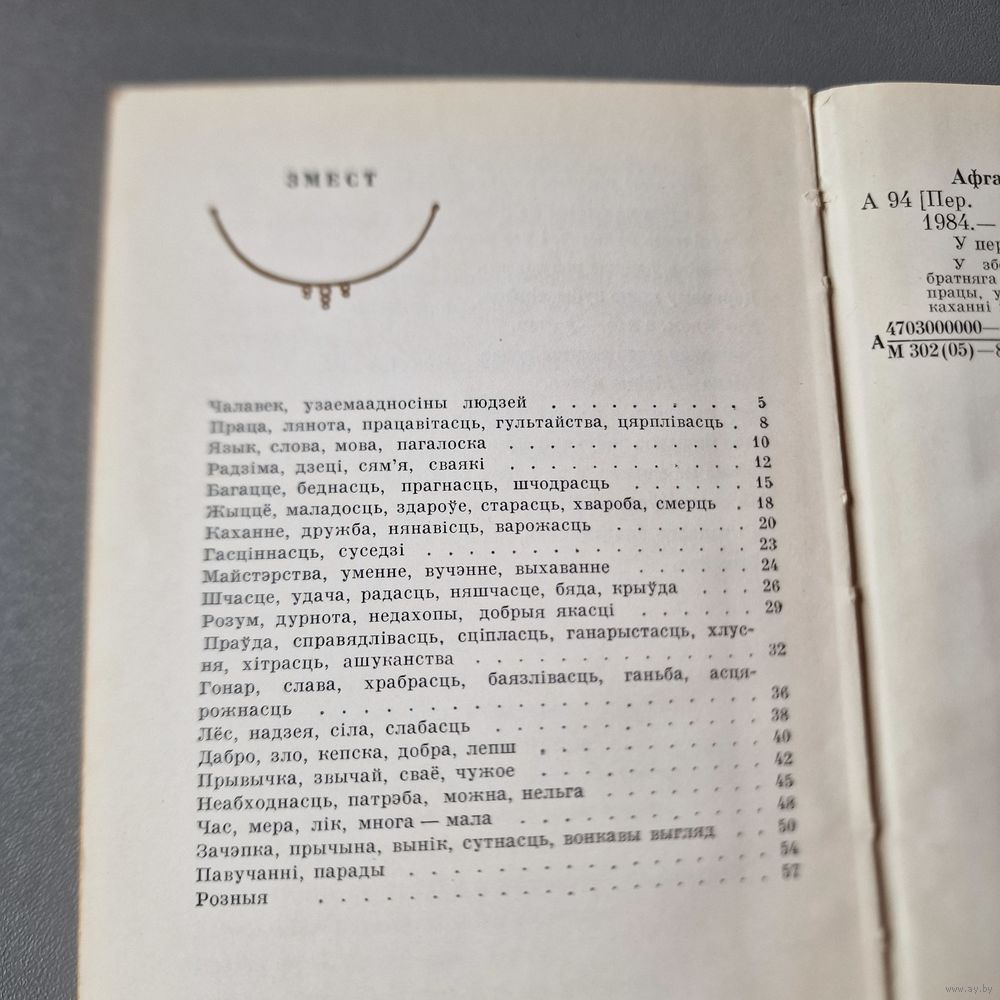 ЗМЕСТ
Чалавек, узаемаадносіны людзей . . . . . . . . . . 5
Праца, лянота, працавітасць, гультайства, цярплівасць . 8
Язык, слова, мова, пагалоска . . . . . . . . . . . . 10
Радзіма, дзеці, сям’я, сваякі . . . . . . . . . . . . 12
Багацце, беднасць, прагнасць, шчодрасць . . . . . . 15
Жыццё, маладосць, здароўе, старасць, хвароба, смерць . 18
Каханне, дружба, нянавісць, варожасць . . . . . . . 20
Гасціннасць, суседзі . . . . . . . . . . . . . . . . 23
Майстэрства, уменне, вучэнне, выхаванне . . . . . . 24
Шчасце, удача, радасць, няшчасце, бяда, крыўда . . . 26
Розум, дурнота, недахопы, добрыя якасці . . . . . . 29
Праўда, справядлівасць, сціпласць, ганарыстасць, хлус-
ня, хітрасць, ашуканства . . . . . . . . . . . . . 32
Гонар, слава, храбрасць, баязлівасць, ганьба, асця-
рожнасць . . . . . . . . . . . . . . . . . . . 36
Лёс, надзея, сіла, слабасць . . . . . . . . . . . . 38
Дабро, зло, кепска, добра, лепш . . . . . . . . . . 40
Прывычка, звычай, сваё, чужое . . . . . . . . . . . 42
Неабходнасць, патрэба, можна, нельга . . . . . . . . 45
Час, мера, лік, многа — мала . . . . . . . . . . . . 48
Зачэпка, прычына, вынік, сутнасць, вонкавы выгляд . . 50
Павучанні, парады . . . . . . . . . . . . . . . . . 54
Розныя . . . . . . . . . . . . . . . . . . . . . 57
Афга
А 94 [Пер.
1984.—
У пер
У зб
братняга
працы, у
каханні
А 4703000000—
М 302(05)—8
www.ay.by